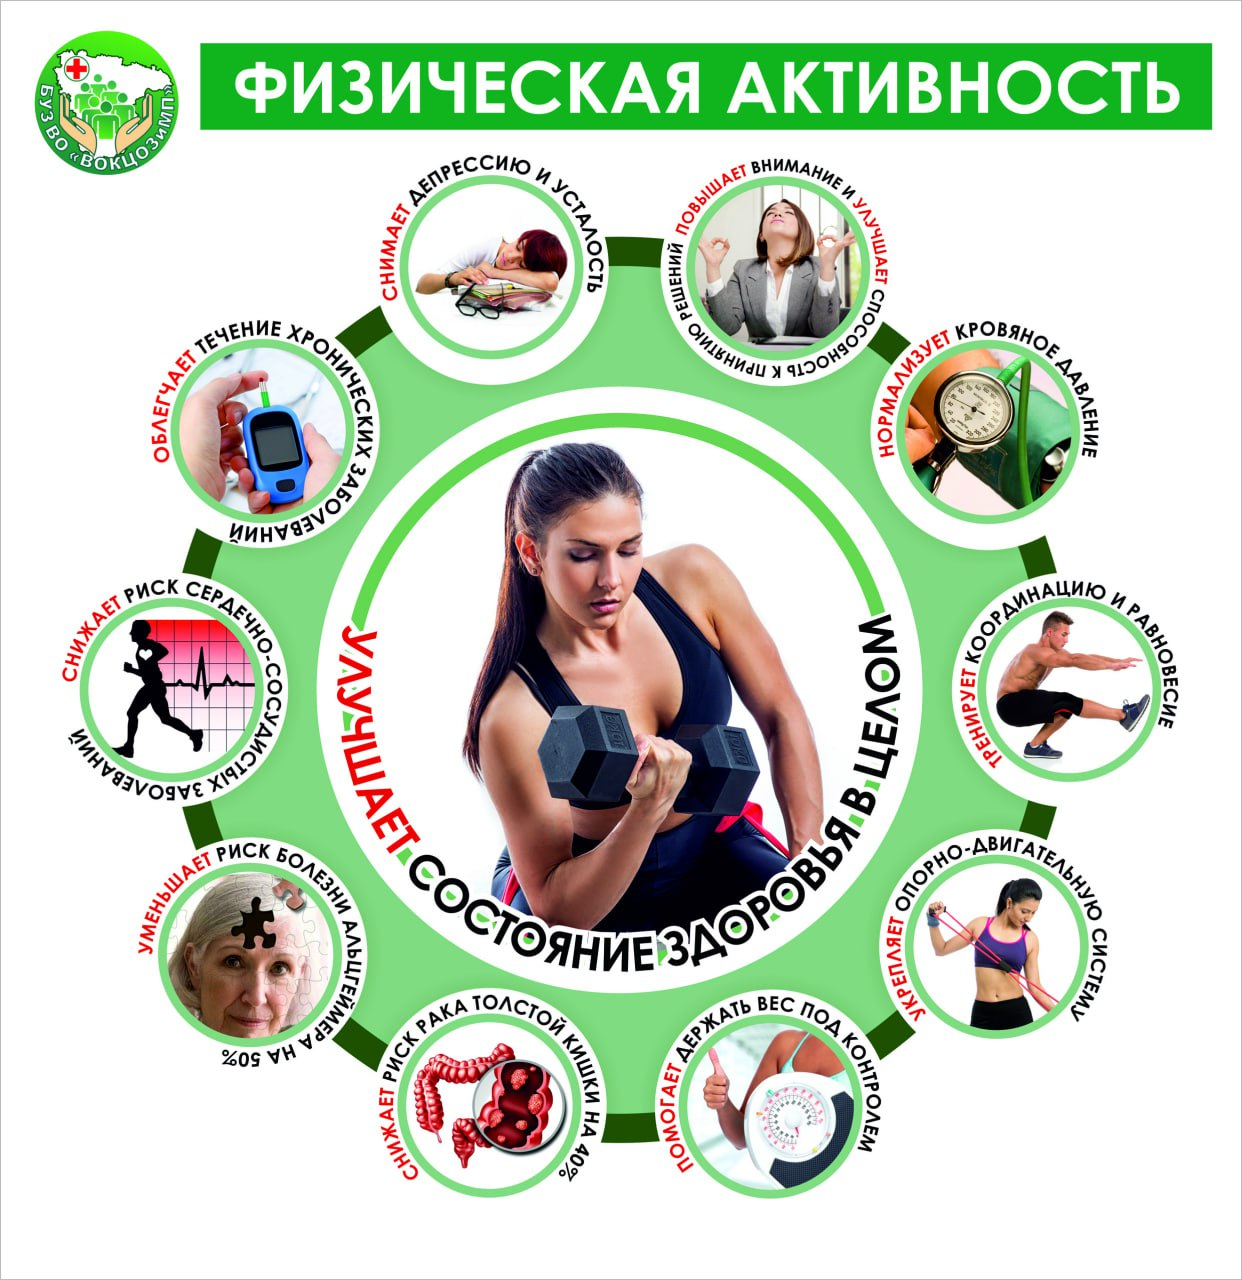 БУЗ ВО «ВОКЦОЗиМП»
ФИЗИЧЕСКАЯ АКТИВНОСТЬ
СНИМАЕТ ДЕПРЕССИЮ И УСТАЛОСТЬ
ПОВЫШАЕТ ВНИМАНИЕ И УЛУЧШАЕТ СПОСОБНОСТЬ К ПРИНЯТИЮ РЕШЕНИЙ
НОРМАЛИЗУЕТ КРОВЯНОЕ ДАВЛЕНИЕ
ТРЕНИРУЕТ КООРДИНАЦИЮ И РАВНОВЕСИЕ
УКРЕПЛЯЕТ ОПОРНО-ДВИГАТЕЛЬНУЮ СИСТЕМУ
ПОМОГАЕТ ДЕРЖАТЬ ВЕС ПОД КОНТРОЛЕМ
СНИЖАЕТ РИСК РАКА ТОЛСТОЙ КИШКИ НА 40%
УМЕНЬШАЕТ РИСК БОЛЕЗНИ АЛЬЦГЕЙМЕРА НА 50%
СНИЖАЕТ РИСК СЕРДЕЧНО-СОСУДИСТЫХ ЗАБОЛЕВАНИЙ
ОБЛЕГЧАЕТ ТЕЧЕНИЕ ХРОНИЧЕСКИХ ЗАБОЛЕВАНИЙ
УЛУЧШАЕТ СОСТОЯНИЕ ЗДОРОВЬЯ В ЦЕЛОМ